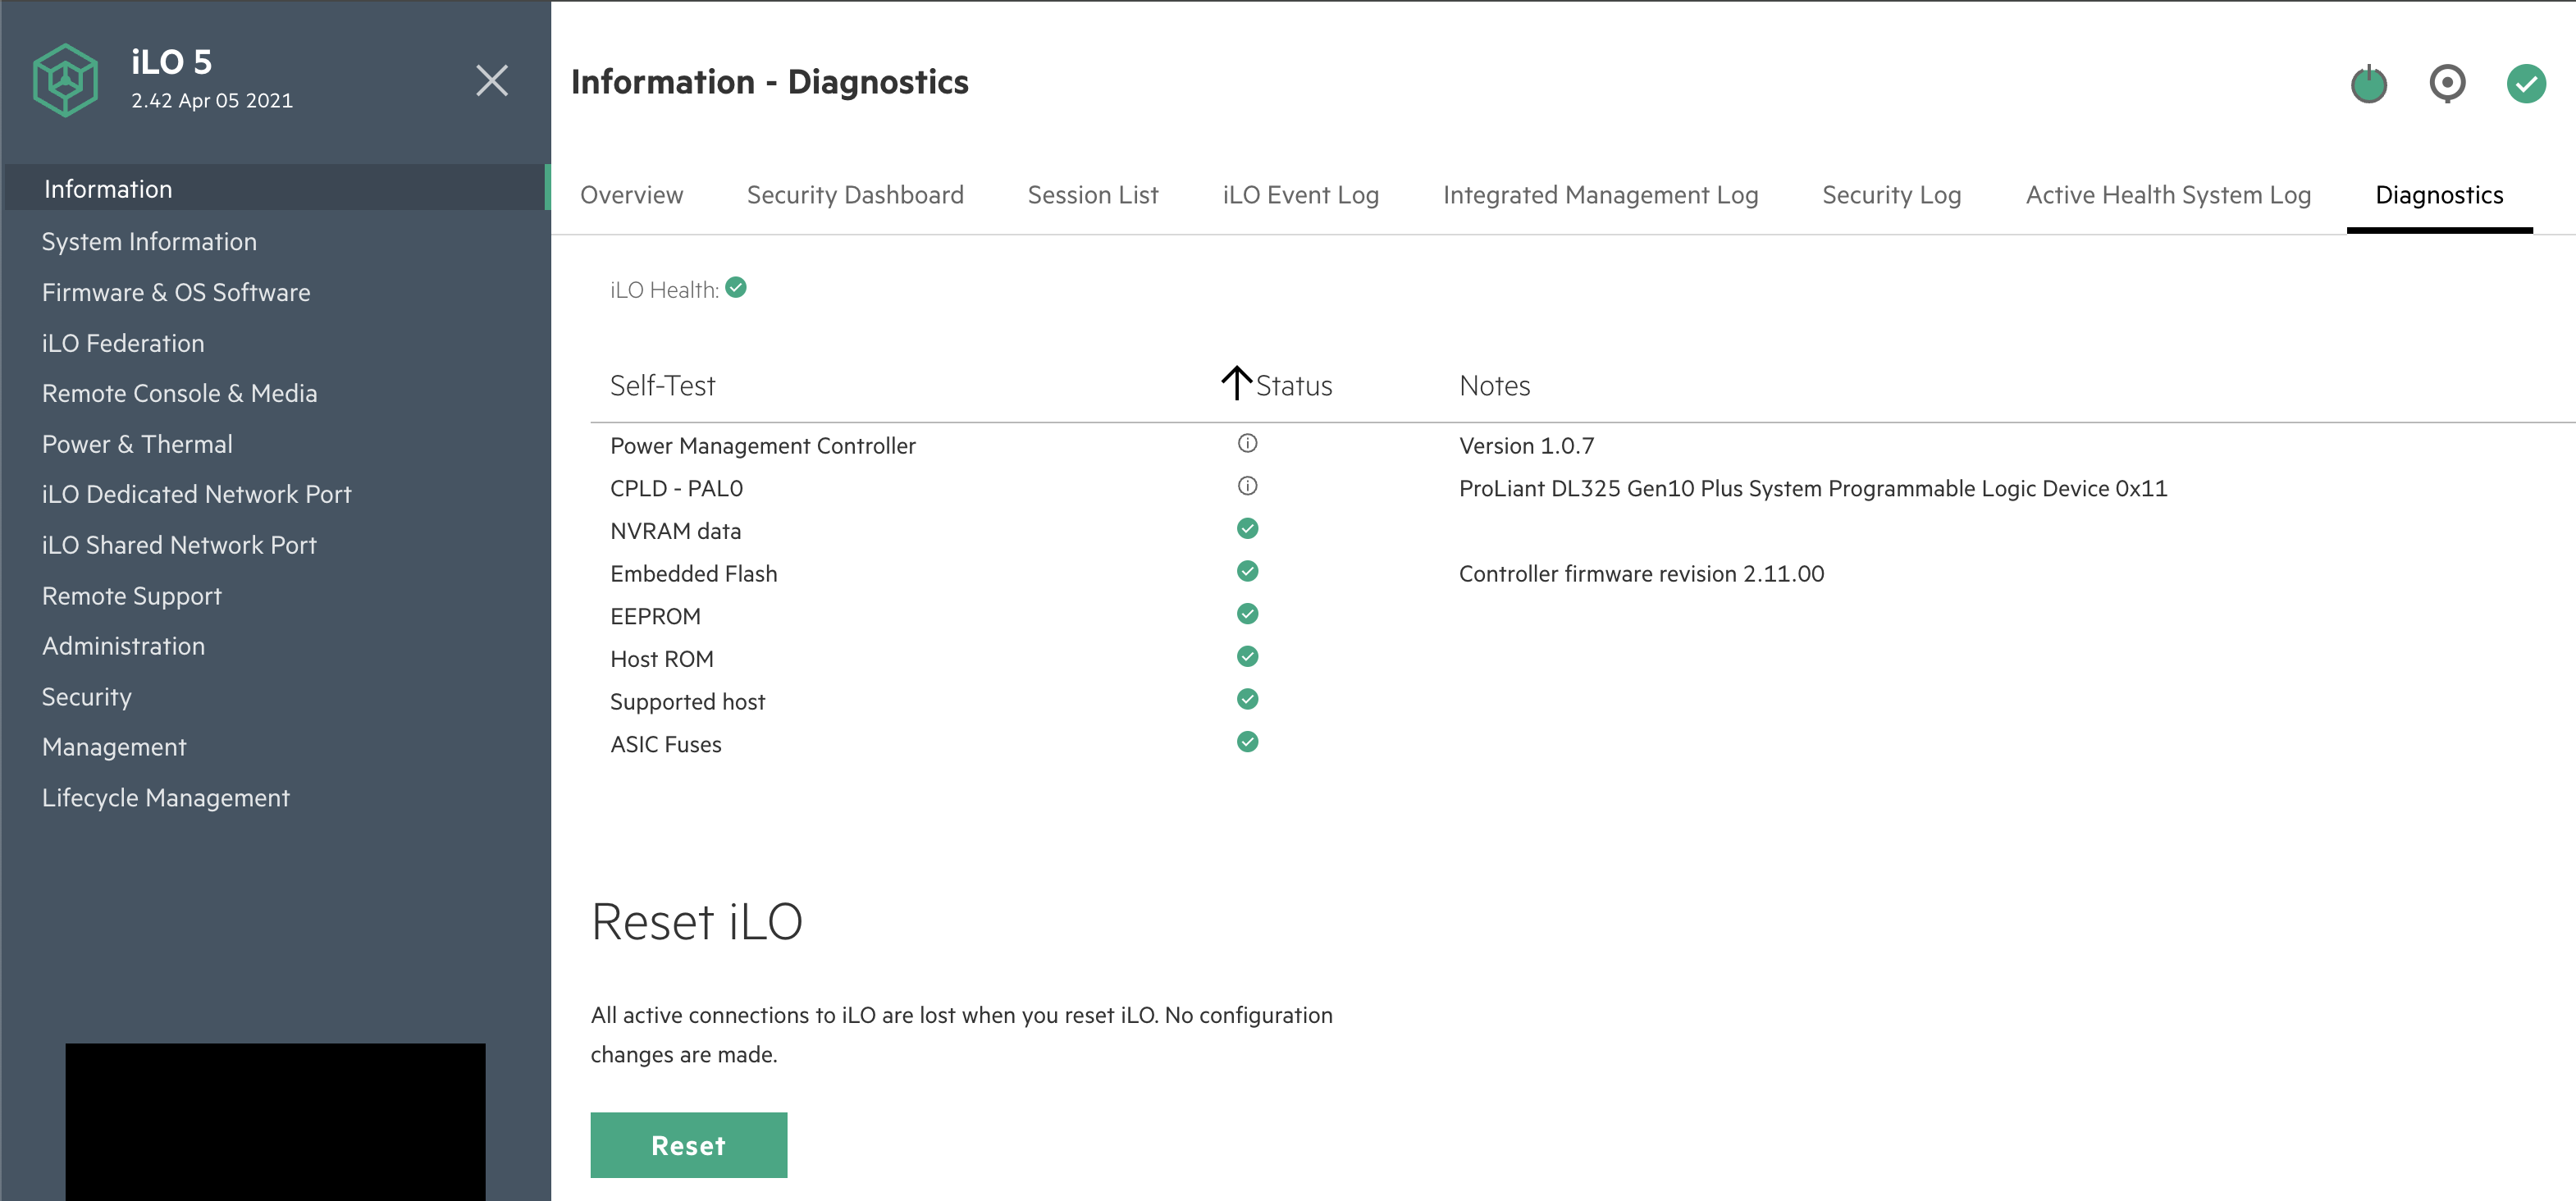 iLO 5
2.42 Apr 05 2021
Information
System Information
Firmware & OS Software
iLO Federation
Remote Console & Media
Power & Thermal
iLO Dedicated Network Port
iLO Shared Network Port
Remote Support
Administration
Security
Management
Lifecycle Management
Information - Diagnostics
Overview Security Dashboard Session List iLO Event Log Integrated Management Log Security Log Active Health System Log Diagnostics
iLO Health:
Self-Test Status Notes
Power Management Controller Version 1.0.7
CPLD - PAL0 ProLiant DL325 Gen10 Plus System Programmable Logic Device 0x11
NVRAM data
Embedded Flash Controller firmware revision 2.11.00
EEPROM
Host ROM
Supported host
ASIC Fuses
Reset iLO
All active connections to iLO are lost when you reset iLO. No configuration
changes are made.
Reset